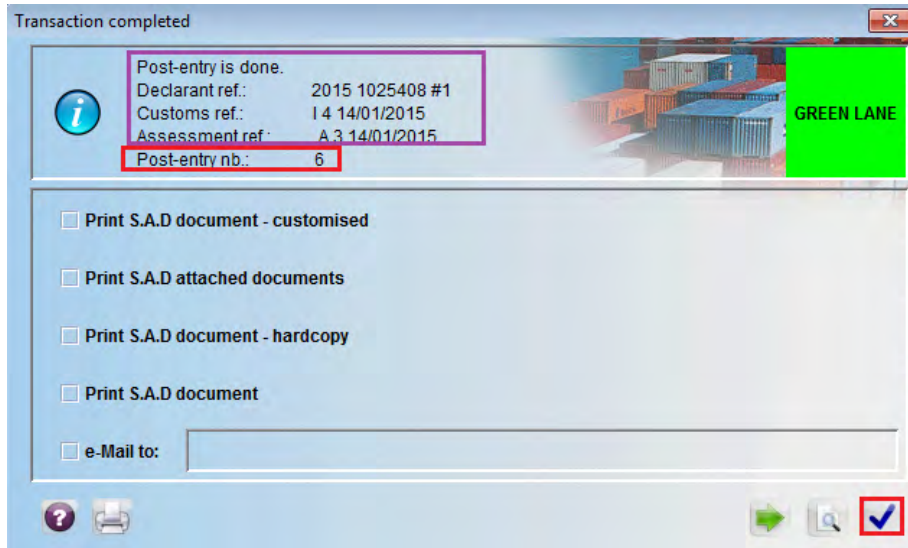 Transaction completed
Post-entry is done.
Declarant ref.: 2015 1025408 #1
Customs ref.: I 4 14/01/2015
Assessment ref.: A 3 14/01/2015
Post-entry nb.: 6
GREEN LANE
Print S.A.D document - customised
Print S.A.D attached documents
Print S.A.D document - hardcopy
Print S.A.D document
e-Mail to: